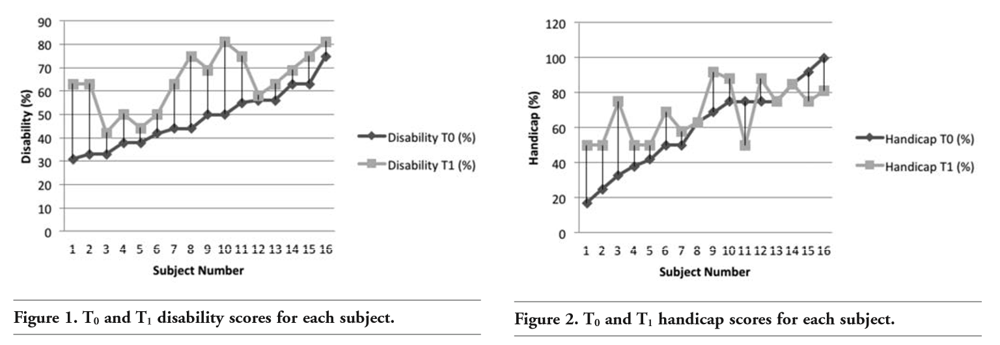 90
80
70
60
50
40
30
20
10
0
Disability (%)
1 2 3 4 5 6 7 8 9 10 11 12 13 14 15 16
Subject Number
Disability T0 (%)
Disability T1 (%)
Figure 1. T0 and T1 disability scores for each subject.
120
100
80
60
40
20
0
Handicap (%)
1 2 3 4 5 6 7 8 9 10 11 12 13 14 15 16
Subject Number
Handicap T0 (%)
Handicap T1 (%)
Figure 2. T0 and T1 handicap scores for each subject.